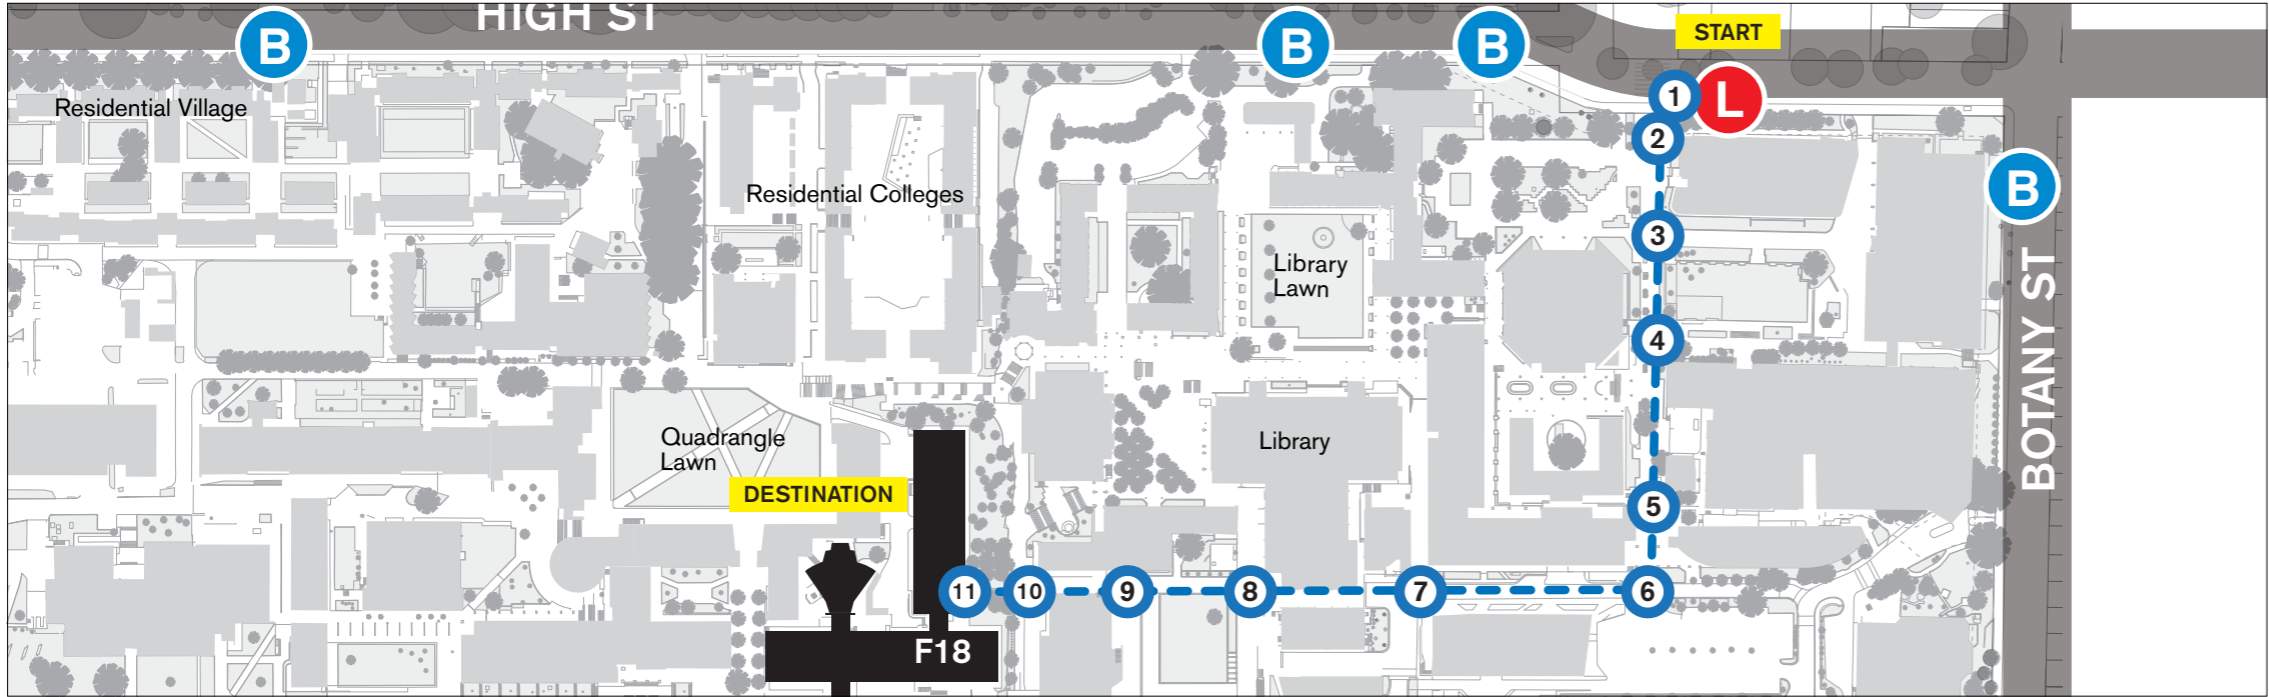 HIGH ST
START
B
B
B
1
L
Residential Village
2
B
Residential Colleges
3
Library
Lawn
BOTANY ST
4
Quadrangle
Lawn
Library
DESTINATION
5
11
10
9
8
7
6
F18